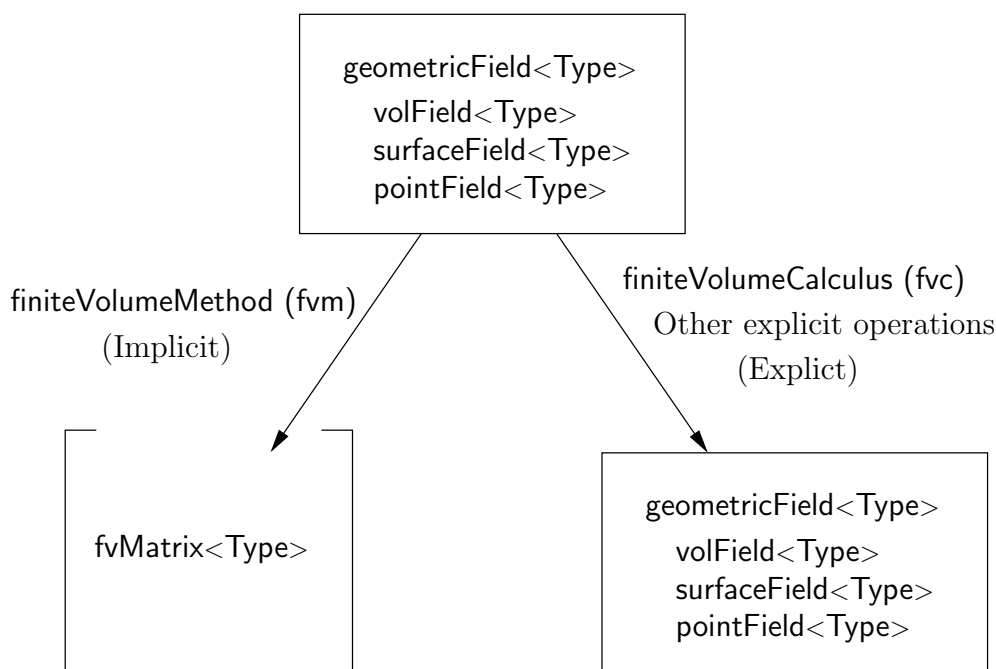 geometricField<Type>
volField<Type>
surfaceField<Type>
pointField<Type>
finiteVolumeMethod (fvm)
(Implicit)
finiteVolumeCalculus (fvc)
Other explicit operations
(Explict)
fvMatrix<Type>
geometricField<Type>
volField<Type>
surfaceField<Type>
pointField<Type>